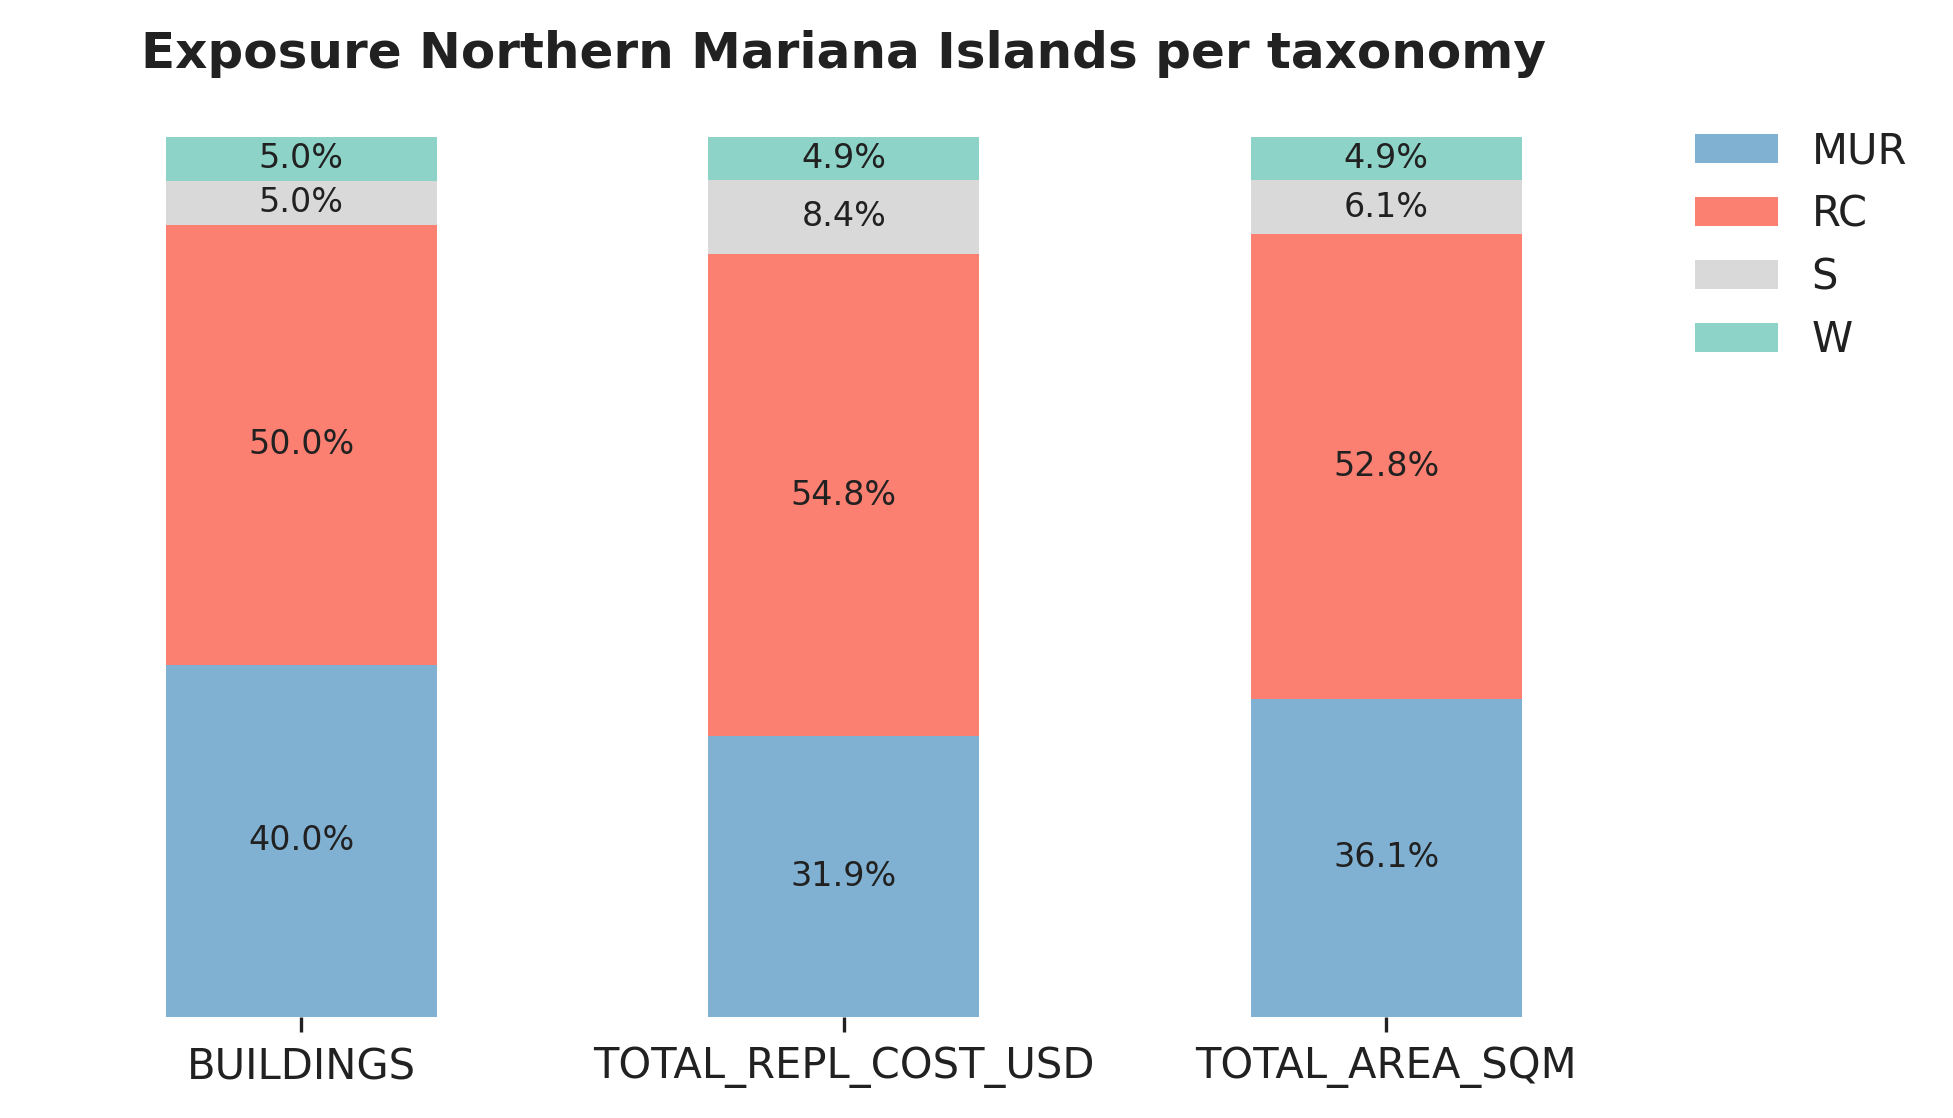 Exposure Northern Mariana Islands per taxonomy
5.0%
5.0%
50.0%
40.0%
4.9%
8.4%
54.8%
31.9%
4.9%
6.1%
52.8%
36.1%
MUR
RC
S
W
BUILDINGS
TOTAL_REPL_COST_USD
TOTAL_AREA_SQM